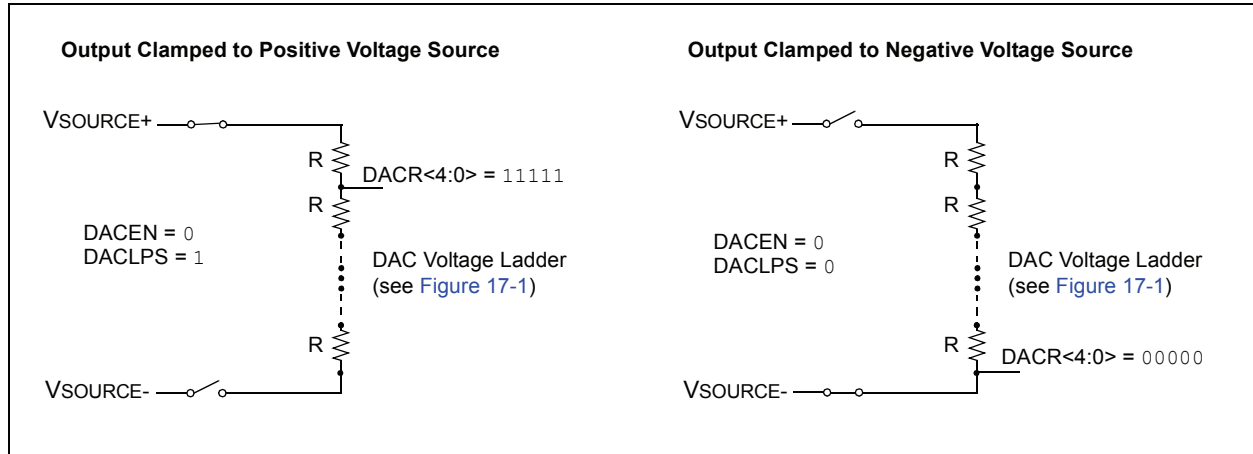 Output Clamped to Positive Voltage Source
VSOURCE+
R
DACR<4:0> = 11111
R
DACEN = 0
DACLPS = 1
DAC Voltage Ladder
(see Figure 17-1)
R
VSOURCE-
Output Clamped to Negative Voltage Source
VSOURCE+
R
R
DACEN = 0
DACLPS = 0
DAC Voltage Ladder
(see Figure 17-1)
R
DACR<4:0> = 00000
VSOURCE-